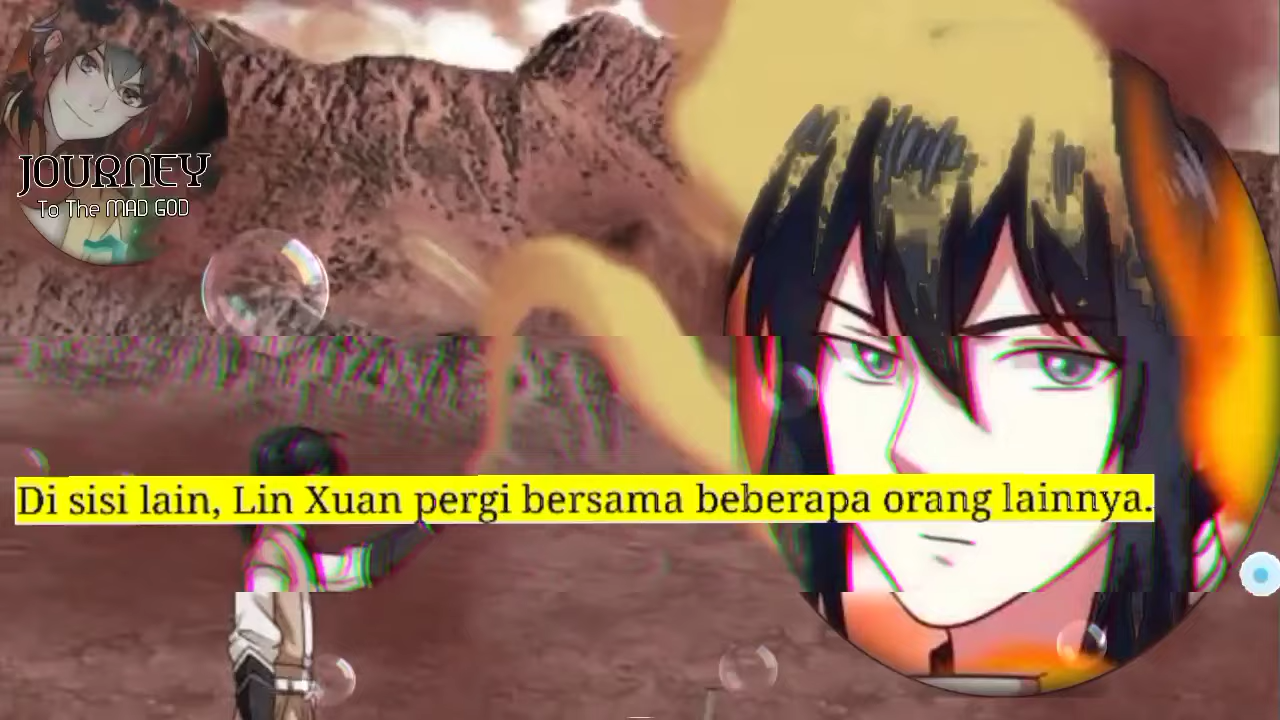 JOURNEY
To The MAD GOD
Di sisi lain, Lin Xuan pergi bersama beberapa orang lainnya.